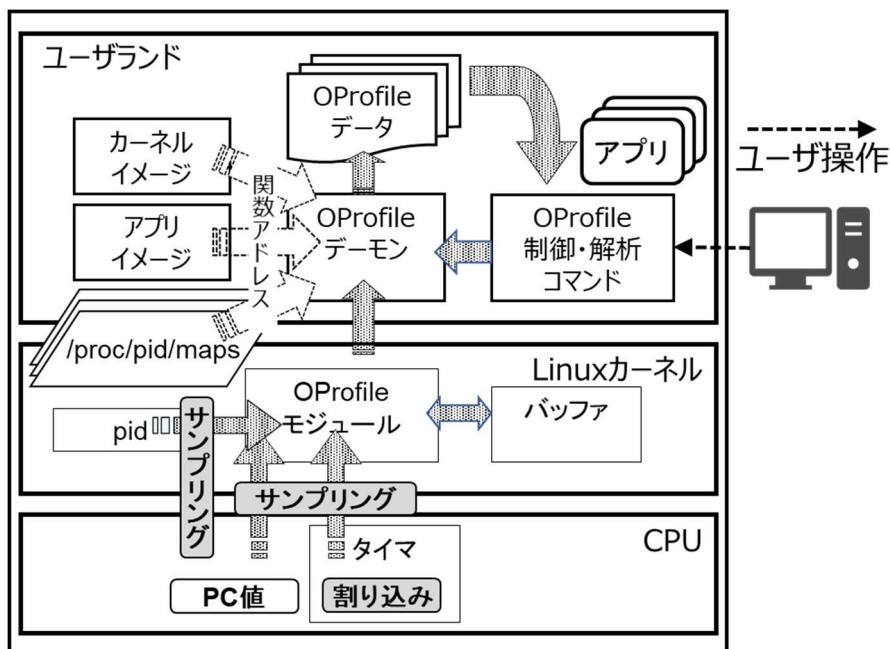 ユーザランド
OProfile
データ
カーネル
イメージ
アプリ
ユーザ操作
関数アドレス
アプリ
イメージ
OProfile
デーモン
OProfile
制御・解析
コマンド
/proc/pid/maps
Linuxカーネル
OProfile
モジュール
バッファ
pid
サンプリング
サンプリング
CPU
タイマ
PC値
割り込み